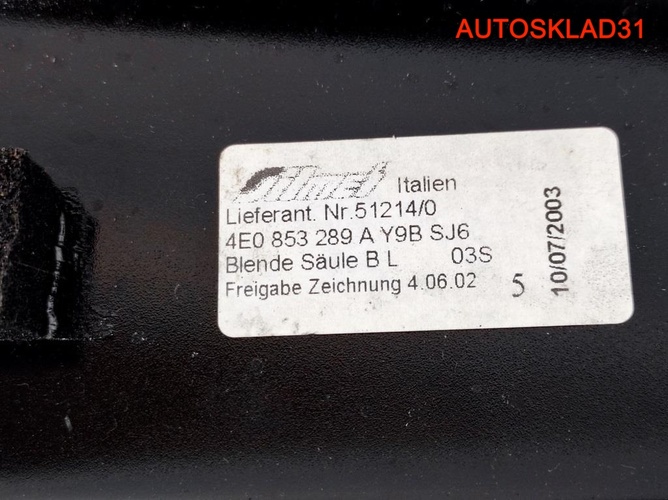 AUTOSKLAD31
Italien
Lieferant. Nr.51214/0
4E0 853 289 A Y9B SJ6
Blende Säule B L 03S
Freigabe Zeichnung 4.06.02 5
10/07/2003